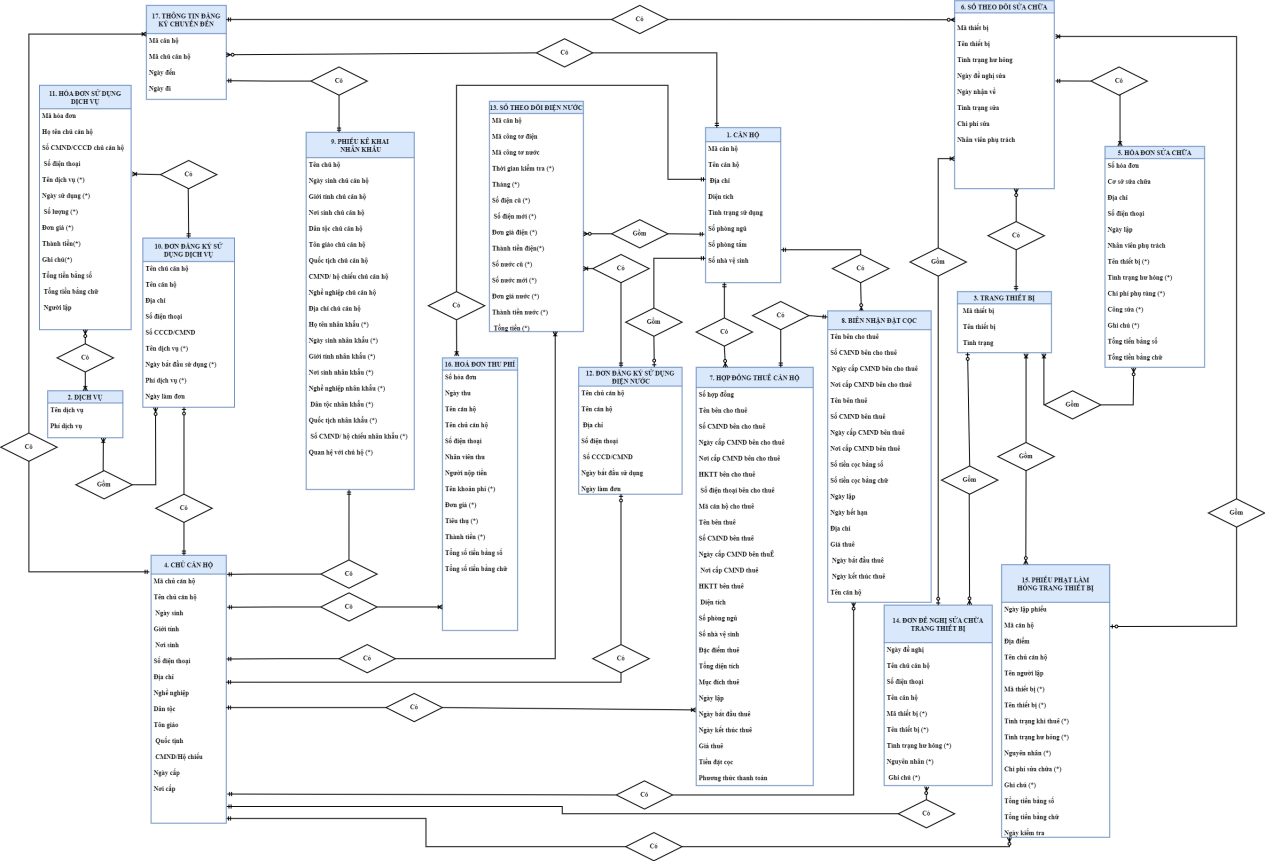 17. THÔNG TIN ĐĂNG
KÝ CHUYỂN ĐẾN
Mã căn hộ
Mã chủ căn hộ
Ngày đến
Ngày đi
11. HÓA ĐƠN SỬ DỤNG
DỊCH VỤ
Mã hóa đơn
Họ tên chủ căn hộ
Số CMND/CCCD chủ căn hộ
Số điện thoại
Tên dịch vụ (*)
Ngày sử dụng (*)
Số lượng (*)
Đơn giá (*)
Thành tiền(*)
Ghi chú(*)
Tổng tiền bằng số
Tổng tiền bằng chữ
Người lập
10. ĐƠN ĐĂNG KÝ SỬ
DỤNG DỊCH VỤ
Tên chủ căn hộ
Tên căn hộ
Địa chỉ
Số điện thoại
Số CCCD/CMND
Tên dịch vụ (*)
Ngày bắt đầu sử dụng (*)
Phí dịch vụ (*)
Ngày làm đơn
2. DỊCH VỤ
Tên dịch vụ
Phí dịch vụ
4. CHỦ CĂN HỘ
Mã chủ căn hộ
Tên chủ căn hộ
Ngày sinh
Giới tính
Nơi sinh
Số điện thoại
Địa chỉ
Nghề nghiệp
Dân tộc
Tôn giáo
Quốc tịnh
CMND/Hộ chiếu
Ngày cấp
Nơi cấp
9. PHIẾU KÊ KHAI
NHÂN KHẨU
Tên chủ hộ
Ngày sinh chủ căn hộ
Giới tính chủ căn hộ
Nơi sinh chủ căn hộ
Dân tộc chủ căn hộ
Tôn giáo chủ căn hộ
Quốc tịch chủ căn hộ
CMND/ hộ chiếu chủ căn hộ
Nghề nghiệp chủ căn hộ
Địa chỉ chủ căn hộ
Họ tên nhân khẩu (*)
Ngày sinh nhân khẩu (*)
Giới tính nhân khẩu (*)
Nơi sinh nhân khẩu (*)
Nghề nghiệp nhân khẩu (*)
Dân tộc nhân khẩu (*)
Quốc tịch nhân khẩu (*)
Số CMND/ hộ chiếu nhân khẩu (*)
Quan hệ với chủ hộ (*)
13. SỔ THEO DÕI ĐIỆN NƯỚC
Mã căn hộ
Mã công tơ điện
Mã công tơ nước
Thời gian kiểm tra (*)
Tháng (*)
Số điện cũ (*)
Số điện mới (*)
Đơn giá điện (*)
Thành tiền điện(*)
Số nước cũ (*)
Số nước mới (*)
Đơn giá nước (*)
Thành tiền nước (*)
Tổng tiền (*)
16. HOÁ ĐƠN THU PHÍ
Số hóa đơn
Ngày thu
Tên căn hộ
Tên chủ căn hộ
Số điện thoại
Nhân viên thu
Người nộp tiền
Tên khoản phí (*)
Đơn giá (*)
Tiêu thụ (*)
Thành tiền (*)
Tổng số tiền bằng số
Tổng số tiền bằng chữ
12. ĐƠN ĐĂNG KÝ SỬ DỤNG
ĐIỆN NƯỚC
Tên chủ căn hộ
Tên căn hộ
Địa chỉ
Số điện thoại
Số CCCD/CMND
Ngày bắt đầu sử dụng
Ngày làm đơn
1. CĂN HỘ
Mã căn hộ
Tên căn hộ
Địa chỉ
Diện tích
Tình trạng sử dụng
Số phòng ngủ
Số phòng tắm
Số nhà vệ sinh
7. HỢP ĐỒNG THUÊ CĂN HỘ
Số hợp đồng
Tên bên cho thuê
Số CMND bên cho thuê
Ngày cấp CMND bên cho thuê
Nơi cấp CMND bên cho thuê
HKTT bên cho thuê
Số điện thoại bên cho thuê
Mã căn hộ cho thuê
Tên bên thuê
Số CMND bên thuê
Ngày cấp CMND bên thuÊ
Nơi cấp CMND thuê
HKTT bên thuê
Diện tích
Số phòng ngủ
Số nhà vệ sinh
Đặc điểm thuê
Tổng diện tích
Mục đích thuê
Ngày lập
Ngày bắt đầu thuê
Ngày kết thúc thuê
Giá thuê
Tiền đặt cọc
Phương thức thanh toán
8. BIÊN NHẬN ĐẶT CỌC
Tên bên cho thuê
Số CMND bên cho thuê
Ngày cấp CMND bên cho thuê
Nơi cấp CMND bên cho thuê
Tên bên thuê
Số CMND bên thuê
Ngày cấp CMND bên thuê
Nơi cấp CMND bên thuê
Số tiền cọc bằng số
Số tiền cọc bằng chữ
Ngày lập
Ngày hết hạn
Địa chỉ
Giá thuê
Ngày bắt đầu thuê
Ngày kết thúc thuê
Tên căn hộ
6. SỔ THEO DÕI SỬA CHỮA
Mã thiết bị
Tên thiết bị
Tình trạng hư hỏng
Ngày đề nghị sửa
Ngày nhận về
Tình trạng sửa
Chi phí sửa
Nhân viên phụ trách
5. HÓA ĐƠN SỬA CHỮA
Số hóa đơn
Cơ sở sửa chữa
Địa chỉ
Số điện thoại
Ngày lập
Nhân viên phụ trách
Tên thiết bị (*)
Tình trạng hư hỏng (*)
Chi phí phụ tùng (*)
Công sửa (*)
Ghi chú (*)
Tổng tiền bằng số
Tổng tiền bằng chữ
3. TRANG THIẾT BỊ
Mã thiết bị
Tên thiết bị
Tình trạng
14. ĐƠN ĐỀ NGHỊ SỬA CHỮA
TRANG THIẾT BỊ
Ngày đề nghị
Tên chủ căn hộ
Số điện thoại
Tên căn hộ
Mã thiết bị (*)
Tên thiết bị (*)
Tình trạng hư hỏng (*)
Nguyên nhân (*)
Ghi chú (*)
15. PHIẾU PHẠT LÀM
HỎNG TRANG THIẾT BỊ
Ngày lập phiếu
Mã căn hộ
Địa điểm
Tên chủ căn hộ
Tên người lập
Mã thiết bị (*)
Tên thiết bị (*)
Tình trạng khi thuê (*)
Tình trạng hư hỏng (*)
Nguyên nhân (*)
Chi phí sửa chữa (*)
Ghi chú (*)
Tổng tiền bằng số
Tổng tiền bằng chữ
Ngày kiểm tra
Có
Có
Có
Có
Có
Có
Gồm
Có
Có
Có
Có
Có
Có
Có
Có
Có
Có
Có
Gồm
Có
Gồm
Có
Có
Có
Có
Có
Gồm
Gồm
Gồm
Gồm
Gồm